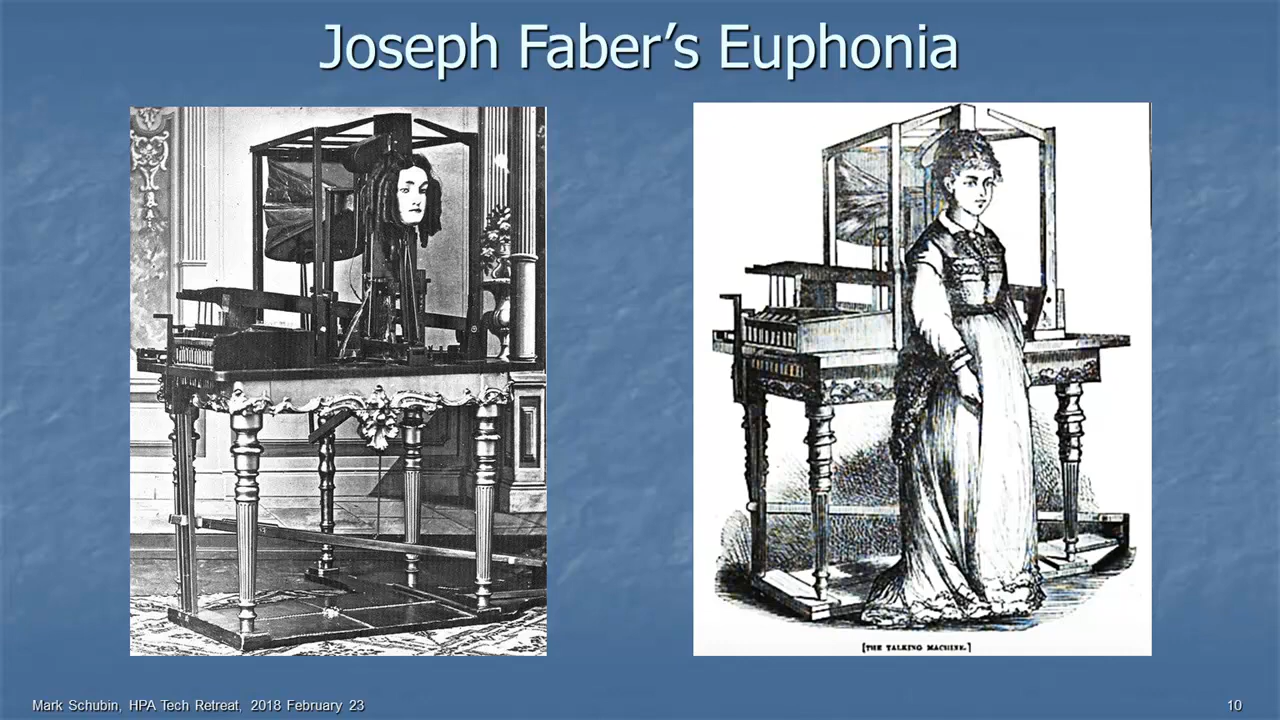 Joseph Faber’s Euphonia
[THE TALKING MACHINE.]
Mark Schubin, HPA Tech Retreat, 2018 February 23
10